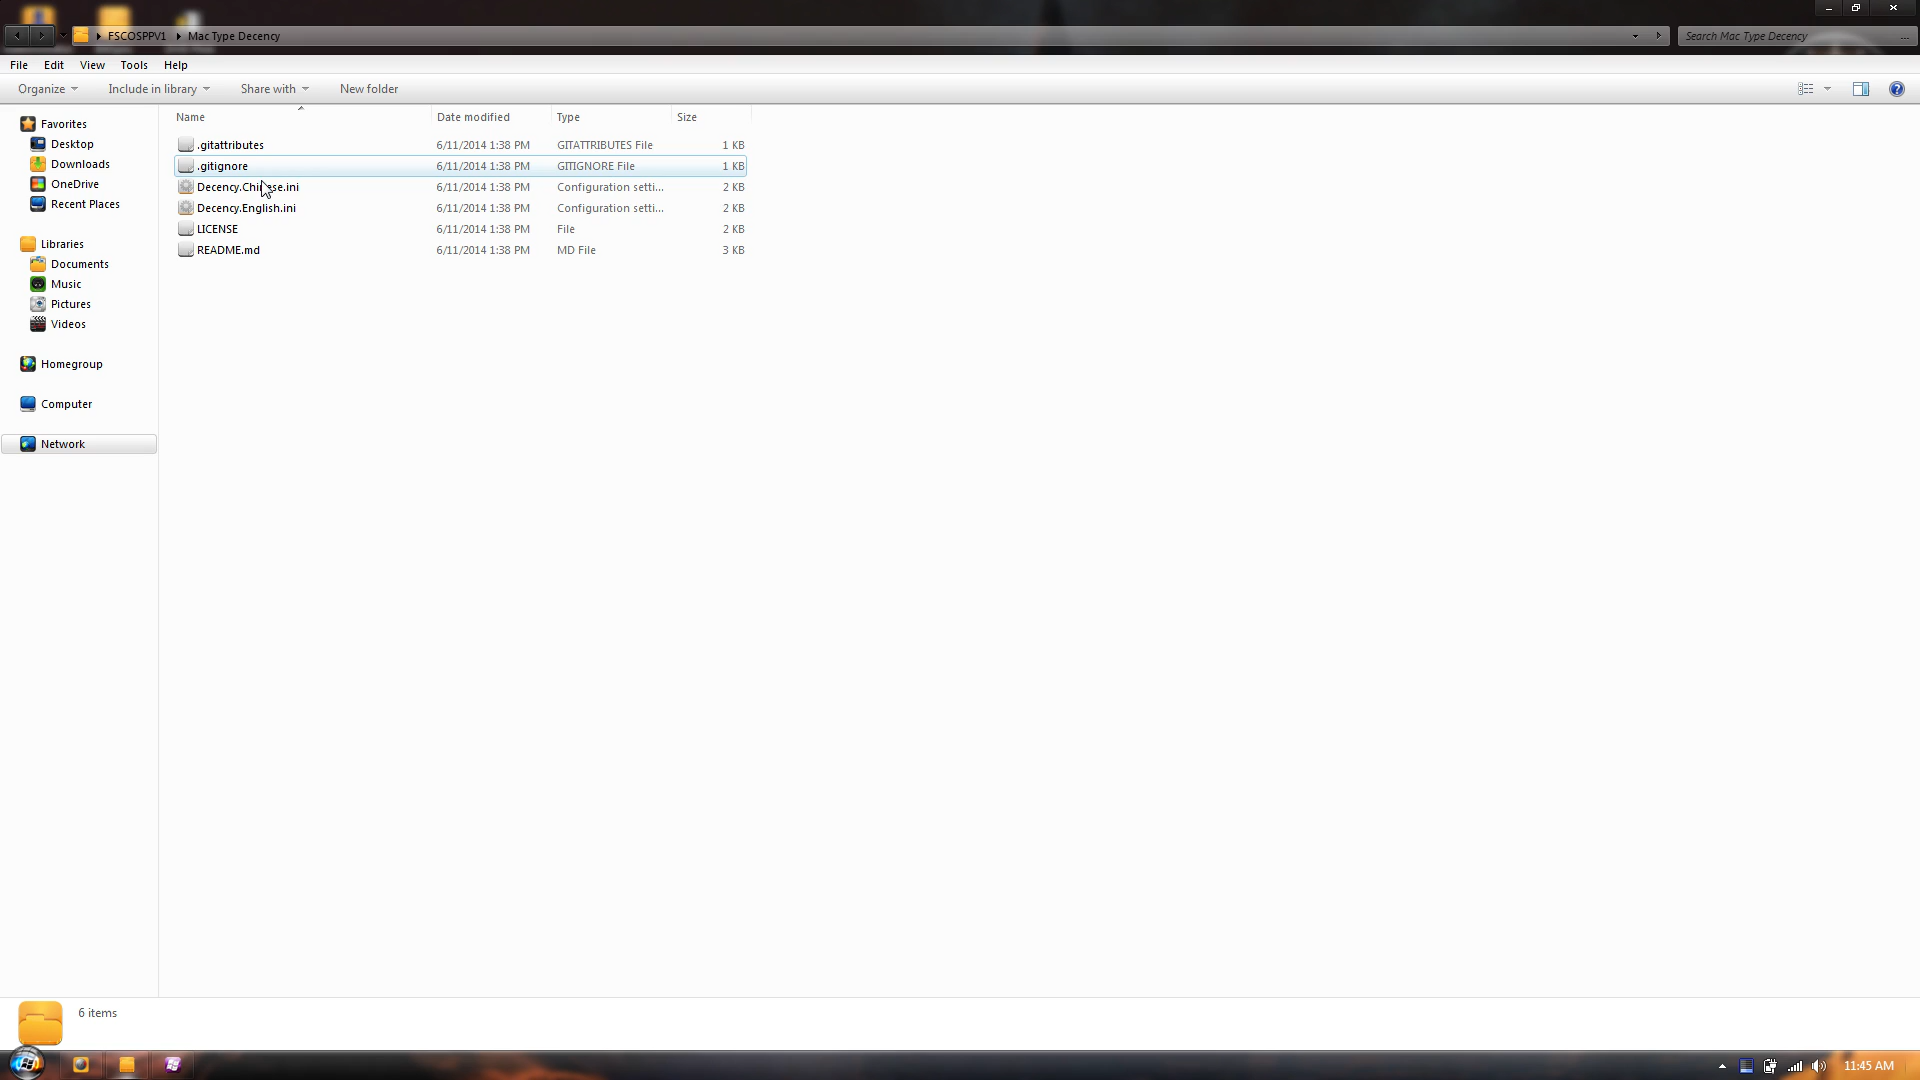 FSCOSPPV1 Mac Type Decency
Search Mac Type Decency ...
File Edit View Tools Help
Organize Include in library Share with New folder
Name Date modified Type Size
.gitattributes 6/11/2014 1:38 PM GITATTRIBUTES File 1 KB
.gitignore 6/11/2014 1:38 PM GITIGNORE File 1 KB
Decency.Chinese.ini 6/11/2014 1:38 PM Configuration setti... 2 KB
Decency.English.ini 6/11/2014 1:38 PM Configuration setti... 2 KB
LICENSE 6/11/2014 1:38 PM File 2 KB
README.md 6/11/2014 1:38 PM MD File 3 KB
Favorites
Desktop
Downloads
OneDrive
Recent Places
Libraries
Documents
Music
Pictures
Videos
Homegroup
Computer
Network
6 items
11:45 AM